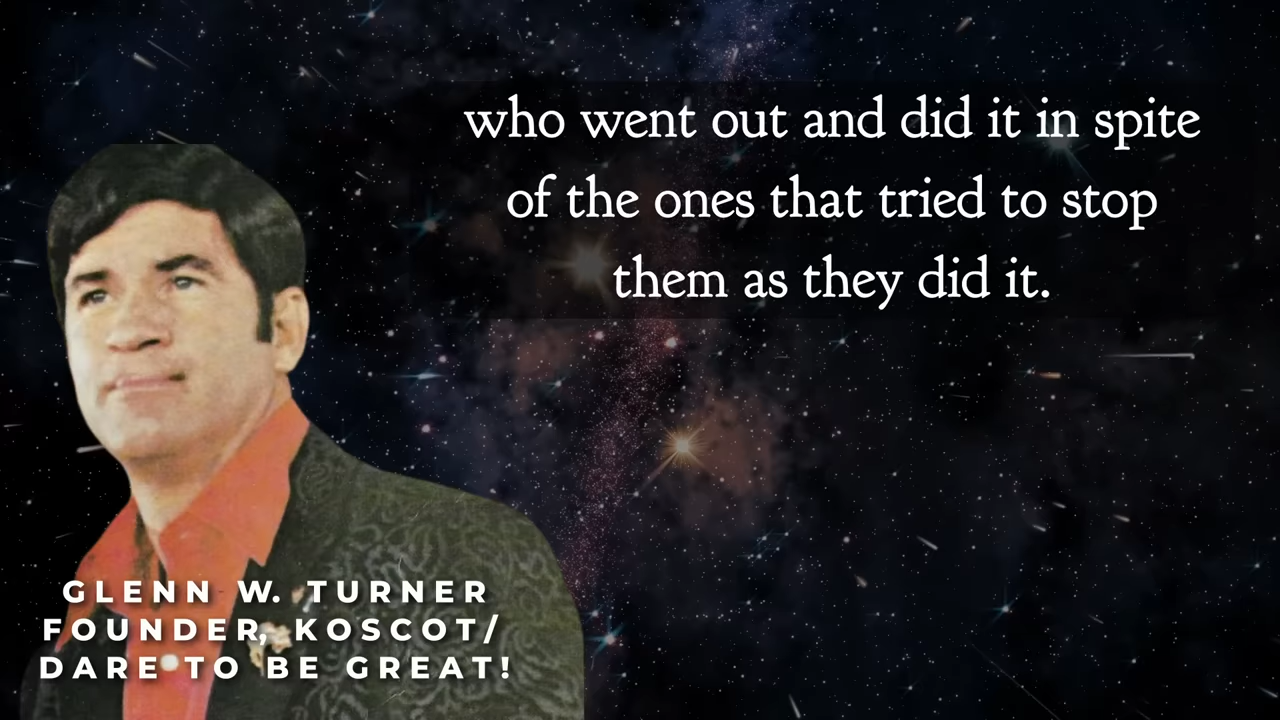 who went out and did it in spite
of the ones that tried to stop
them as they did it.
GLENN W. TURNER
FOUNDER, KOSCOT/
DARE TO BE GREAT!